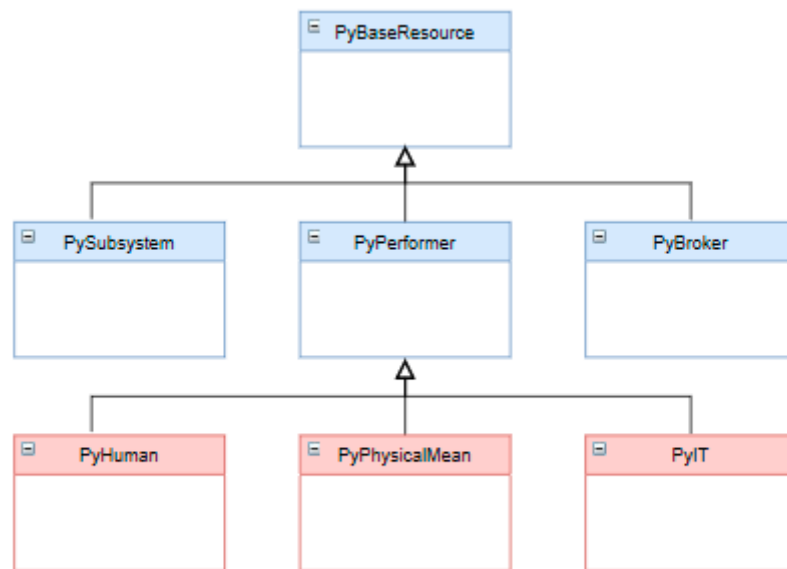 PyBaseResource
PySubsystem
PyPerformer
PyBroker
PyHuman
PyPhysicalMean
PyIT